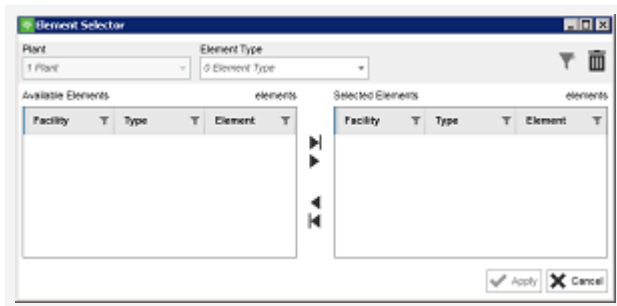 Element Selector
Plant Element Type
1 Plant 0 Element Type
Available Elements elements Selected Elements elements
Facility Type Element Facility Type Element
Apply Cancel